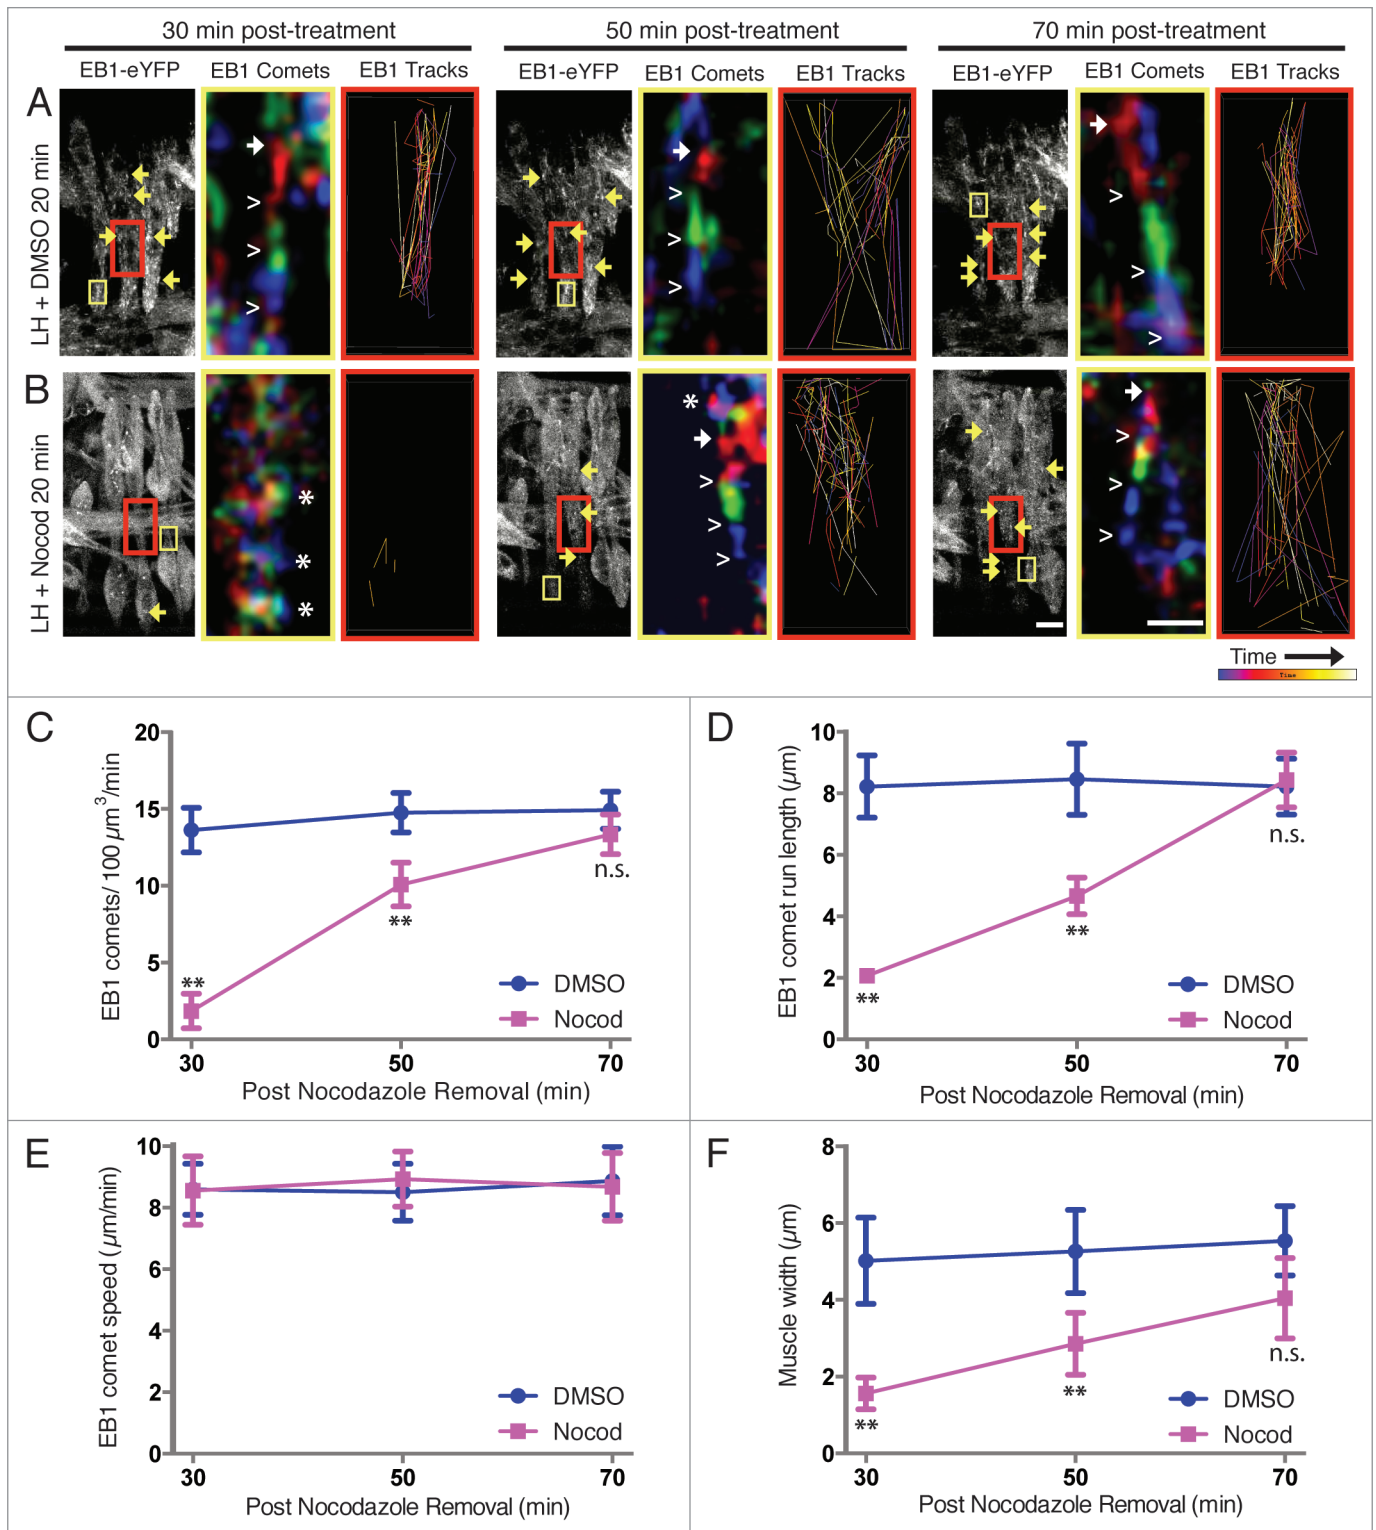 30 min post-treatment
50 min post-treatment
70 min post-treatment
EB1-eYFP EB1 Comets EB1 Tracks
EB1-eYFP EB1 Comets EB1 Tracks
EB1-eYFP EB1 Comets EB1 Tracks
A
LH + DMSO 20 min
>
>
>
>
>
>
>
>
>
B
LH + Nocod 20 min
*
*
*
*
>
>
>
>
>
>
Time
Time
C
EB1 comets/ 100 µm³/min
20
15
10
5
0
**
**
n.s.
DMSO
Nocod
30 50 70
Post Nocodazole Removal (min)
D
EB1 comet run length (µm)
10
8
6
4
2
0
**
**
n.s.
DMSO
Nocod
30 50 70
Post Nocodazole Removal (min)
E
EB1 comet speed (µm/min)
10
8
6
4
2
0
DMSO
Nocod
30 50 70
Post Nocodazole Removal (min)
F
Muscle width (µm)
8
6
4
2
0
**
**
n.s.
DMSO
Nocod
30 50 70
Post Nocodazole Removal (min)